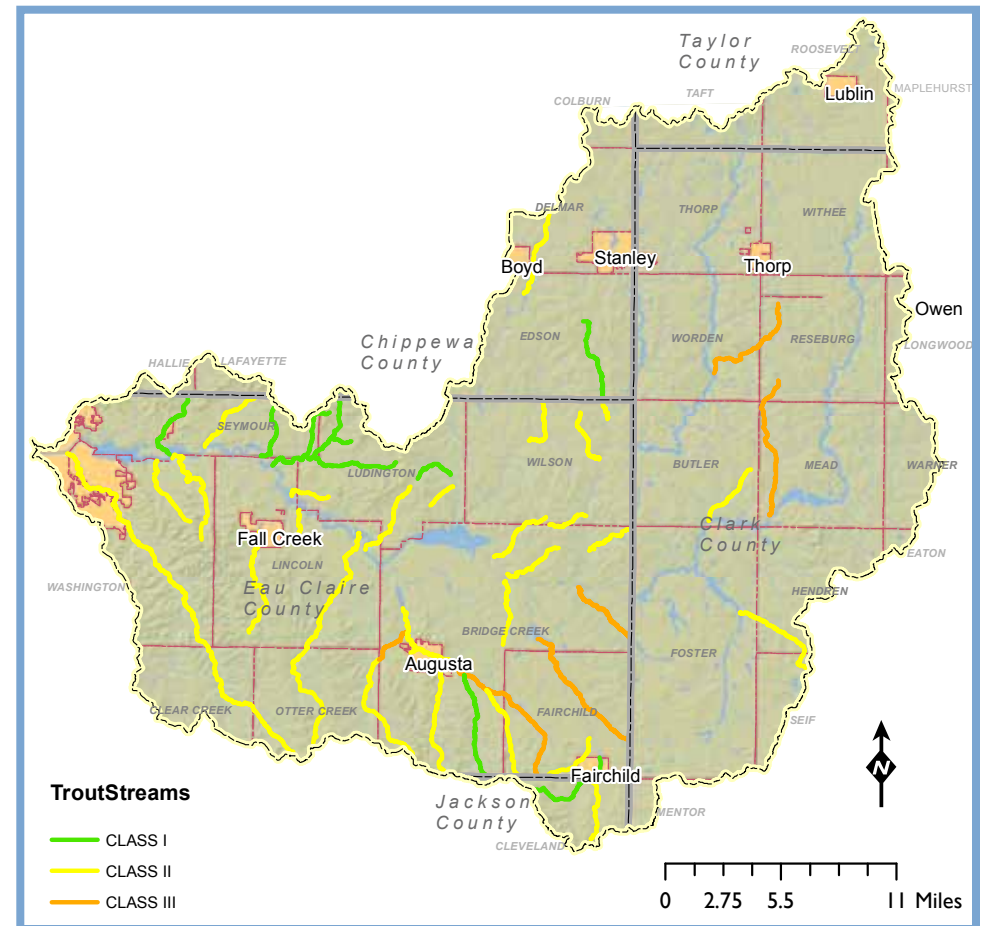 Taylor
County
ROOSEVELT
Lublin
MAPLEHURST
TAFT
COLBURN
DELMAR
THORP
WITHEE
Boyd
Stanley
Thorp
Owen
Chippewa
County
EDSON
WORDEN
RESEBURG
LONGWOOD
HALLIE
LAFAYETTE
SEYMOUR
LUDINGTON
WILSON
BUTLER
MEAD
WARNER
Fall Creek
Clark
County
LINCOLN
EATON
WASHINGTON
Eau Claire
County
HENDREN
BRIDGE CREEK
FOSTER
Augusta
CLEAR CREEK
OTTER CREEK
FAIRCHILD
SEIF
Fairchild
N
TroutStreams
Jackson
County
MENTOR
CLEVELAND
CLASS I
CLASS II
CLASS III
0 2.75 5.5 11 Miles